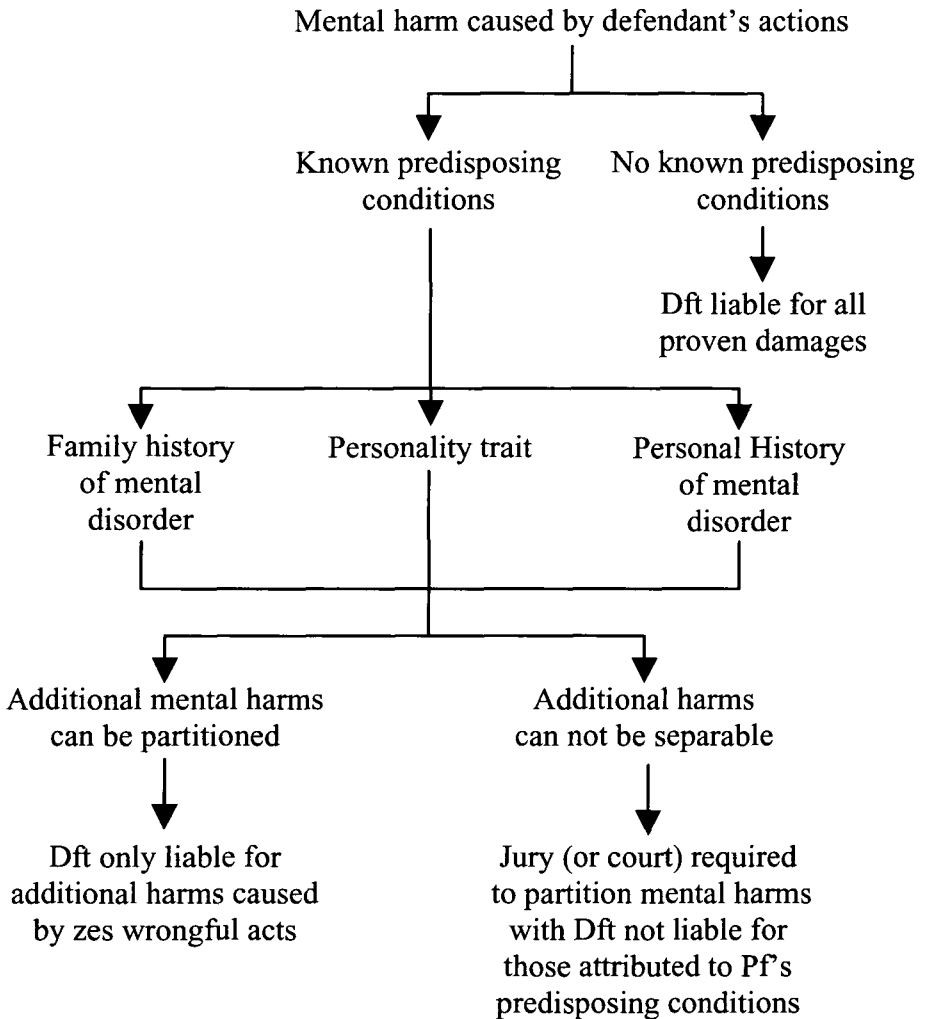 Mental harm caused by defendant's actions
Known predisposing
conditions
No known predisposing
conditions
Dft liable for all
proven damages
Family history
of mental
disorder
Personality trait
Personal History
of mental
disorder
Additional mental harms
can be partitioned
Additional harms
can not be separable
Dft only liable for
additional harms caused
by zes wrongful acts
Jury (or court) required
to partition mental harms
with Dft not liable for
those attributed to Pf's
predisposing conditions